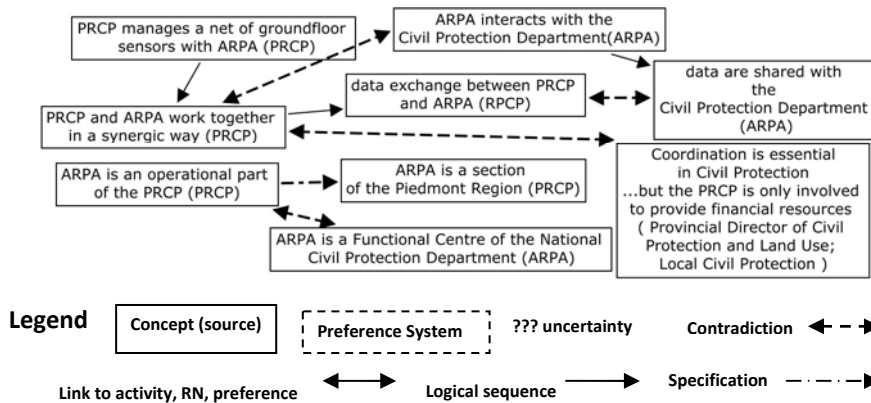 PRCP manages a net of groundfloor
sensors with ARPA (PRCP)
ARPA interacts with the
Civil Protection Department(ARPA)
data exchange between PRCP
and ARPA (RPCP)
data are shared with
the
Civil Protection Department
(ARPA)
PRCP and ARPA work together
in a synergic way (PRCP)
ARPA is an operational part
of the PRCP (PRCP)
ARPA is a section
of the Piedmont Region (PRCP)
Coordination is essential
in Civil Protection
...but the PRCP is only involved
to provide financial resources
( Provincial Director of Civil
Protection and Land Use;
Local Civil Protection )
ARPA is a Functional Centre of the National
Civil Protection Department (ARPA)
Legend
Concept (source)
Preference System
??? uncertainty
Contradiction
Link to activity, RN, preference
Logical sequence
Specification